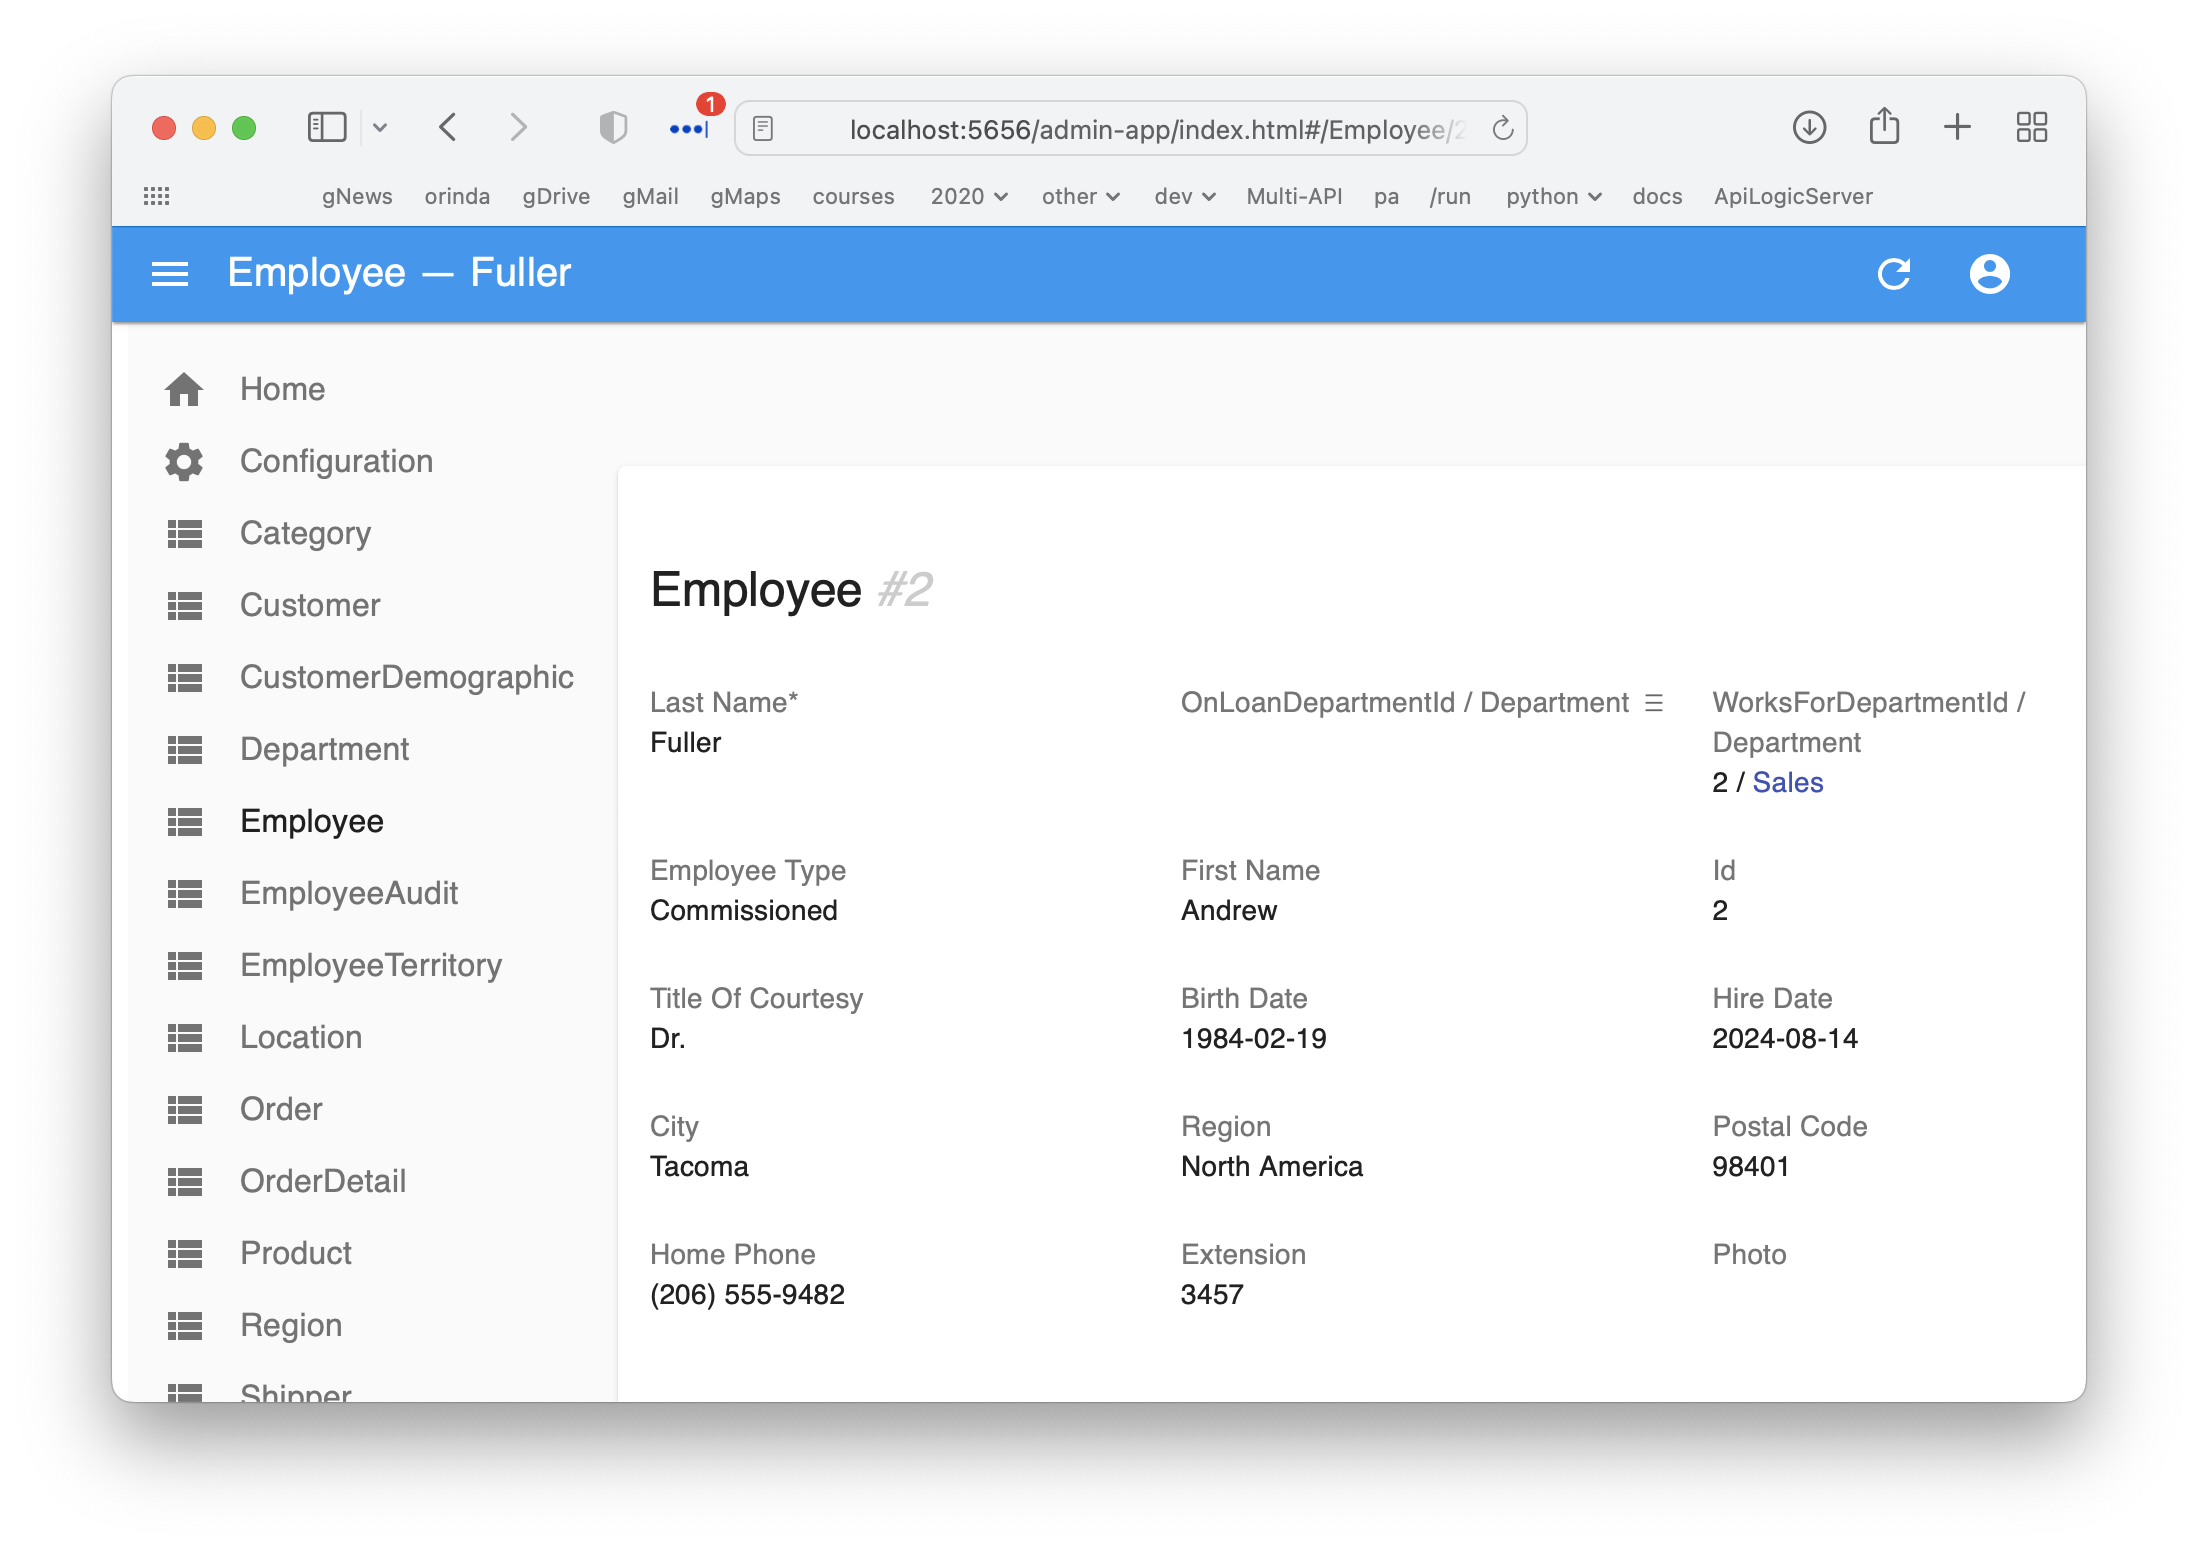 1
localhost:5656/admin-app/index.html#/Employee/2
gNews orinda gDrive gMail gMaps courses 2020 other dev Multi-API pa /run python docs ApiLogicServer
Employee — Fuller
Home
Configuration
Category
Customer
CustomerDemographic
Department
Employee
EmployeeAudit
EmployeeTerritory
Location
Order
OrderDetail
Product
Region
Shipper
Employee #2
Last Name* OnLoanDepartmentId / Department WorksForDepartmentId /
Fuller Department
2 / Sales
Employee Type First Name Id
Commissioned Andrew 2
Title Of Courtesy Birth Date Hire Date
Dr. 1984-02-19 2024-08-14
City Region Postal Code
Tacoma North America 98401
Home Phone Extension Photo
(206) 555-9482 3457